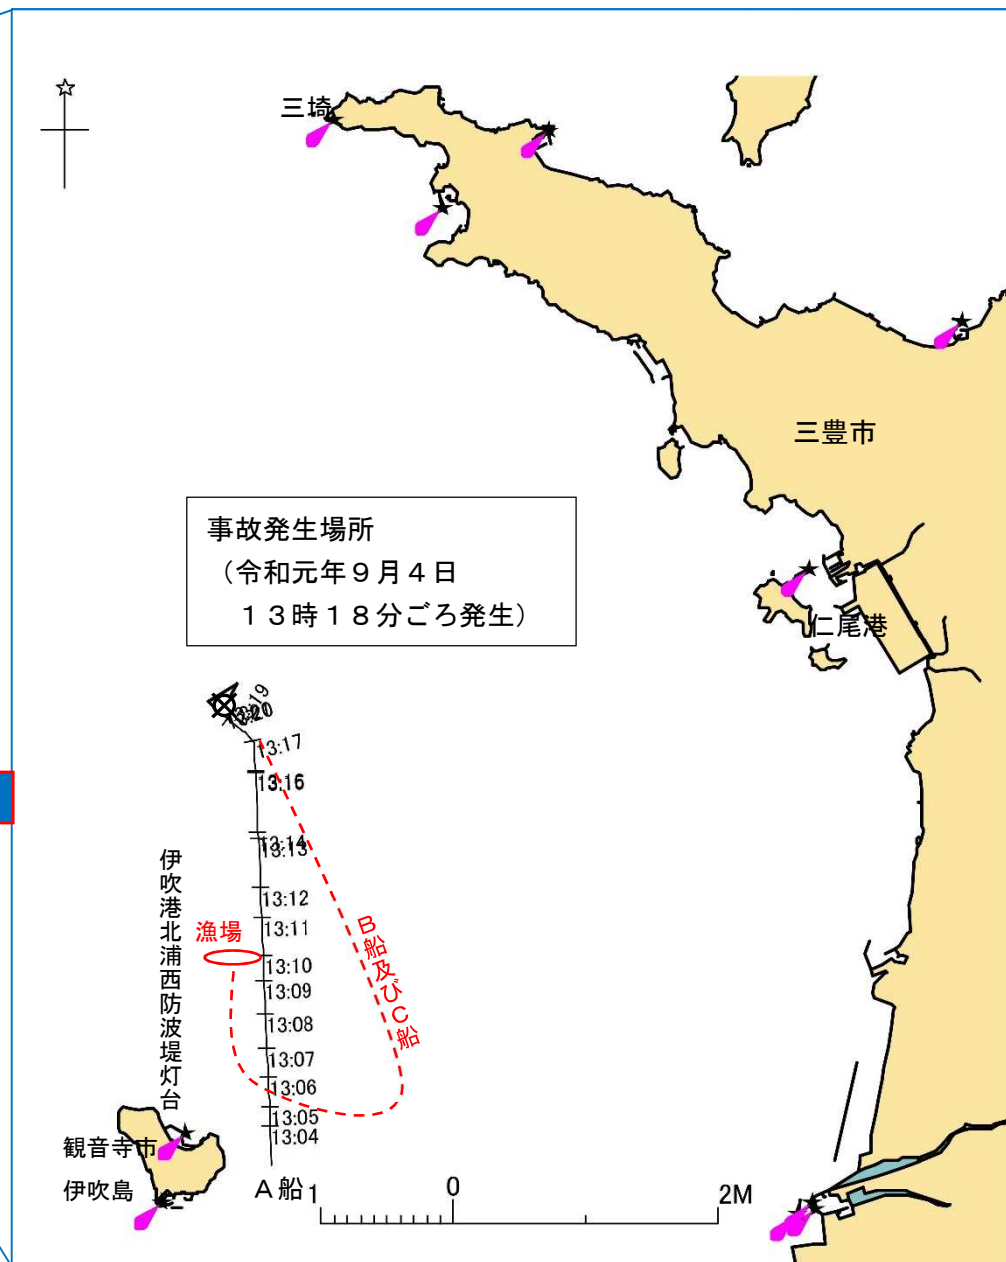 三埼
三豊市
事故発生場所
（令和元年９月４日
１３時１８分ごろ発生）
仁尾港
13:19
13:20
13:17
13:16
13:14
13:13
13:12
13:11
漁場
13:10
13:09
13:08
13:07
13:06
13:05
13:04
Ｂ船及びＣ船
伊吹港北浦西防波堤灯台
観音寺市
伊吹島
Ａ船
1 0 2M